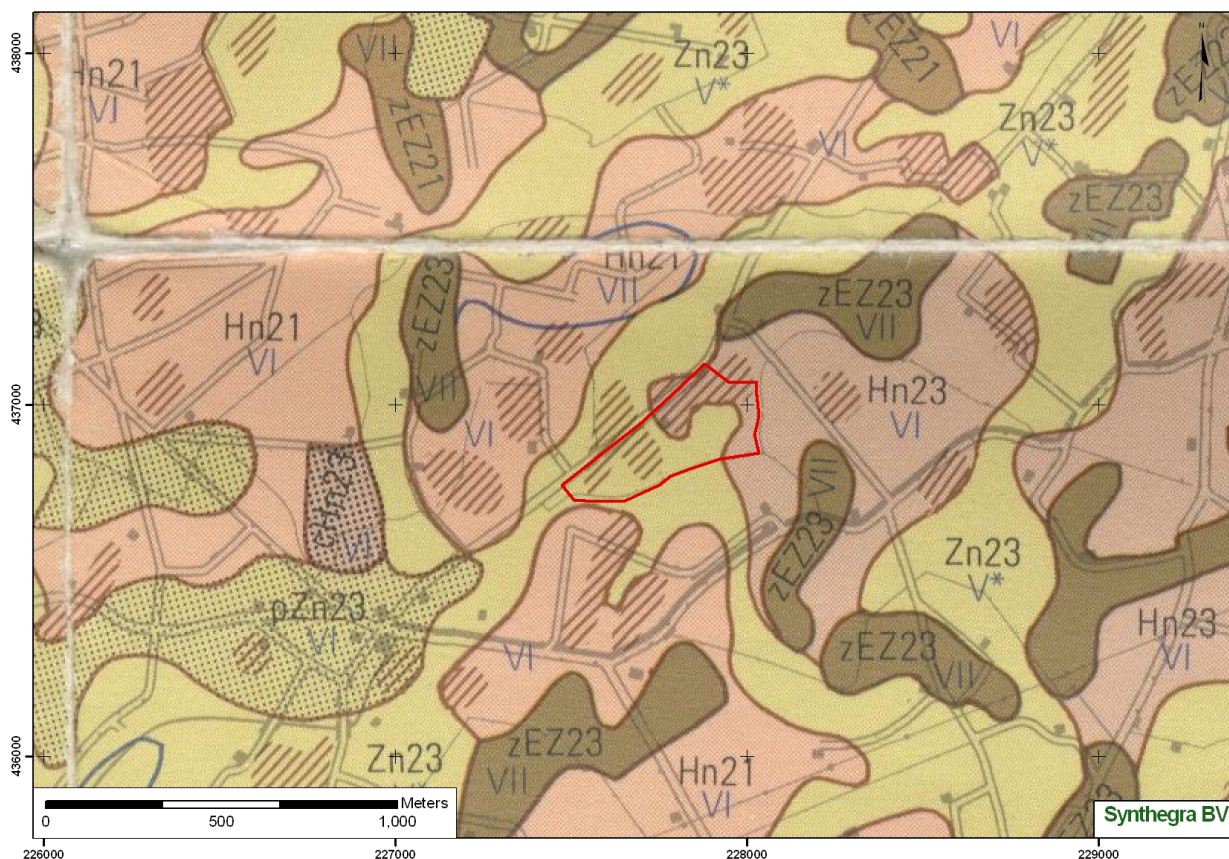 438000
437000
436000
N
Hn21
VI
VII
zEZ21
Zn23
V*
zEZ21
VI
Zn23
V*
VI
zEZ23
VII
Hn21
VII
zEZ23
VII
zEZ23
VII
Hn21
VI
VI
Hn23
VI
cHn23
VI
zEZ23 VII
Zn23
V*
pZn23
VI
VI
zEZ23
VII
Hn23
VI
zEZ23
VII
Zn23
Hn21
VI
Meters
0
500
1,000
Synthegra BV
226000
227000
228000
229000